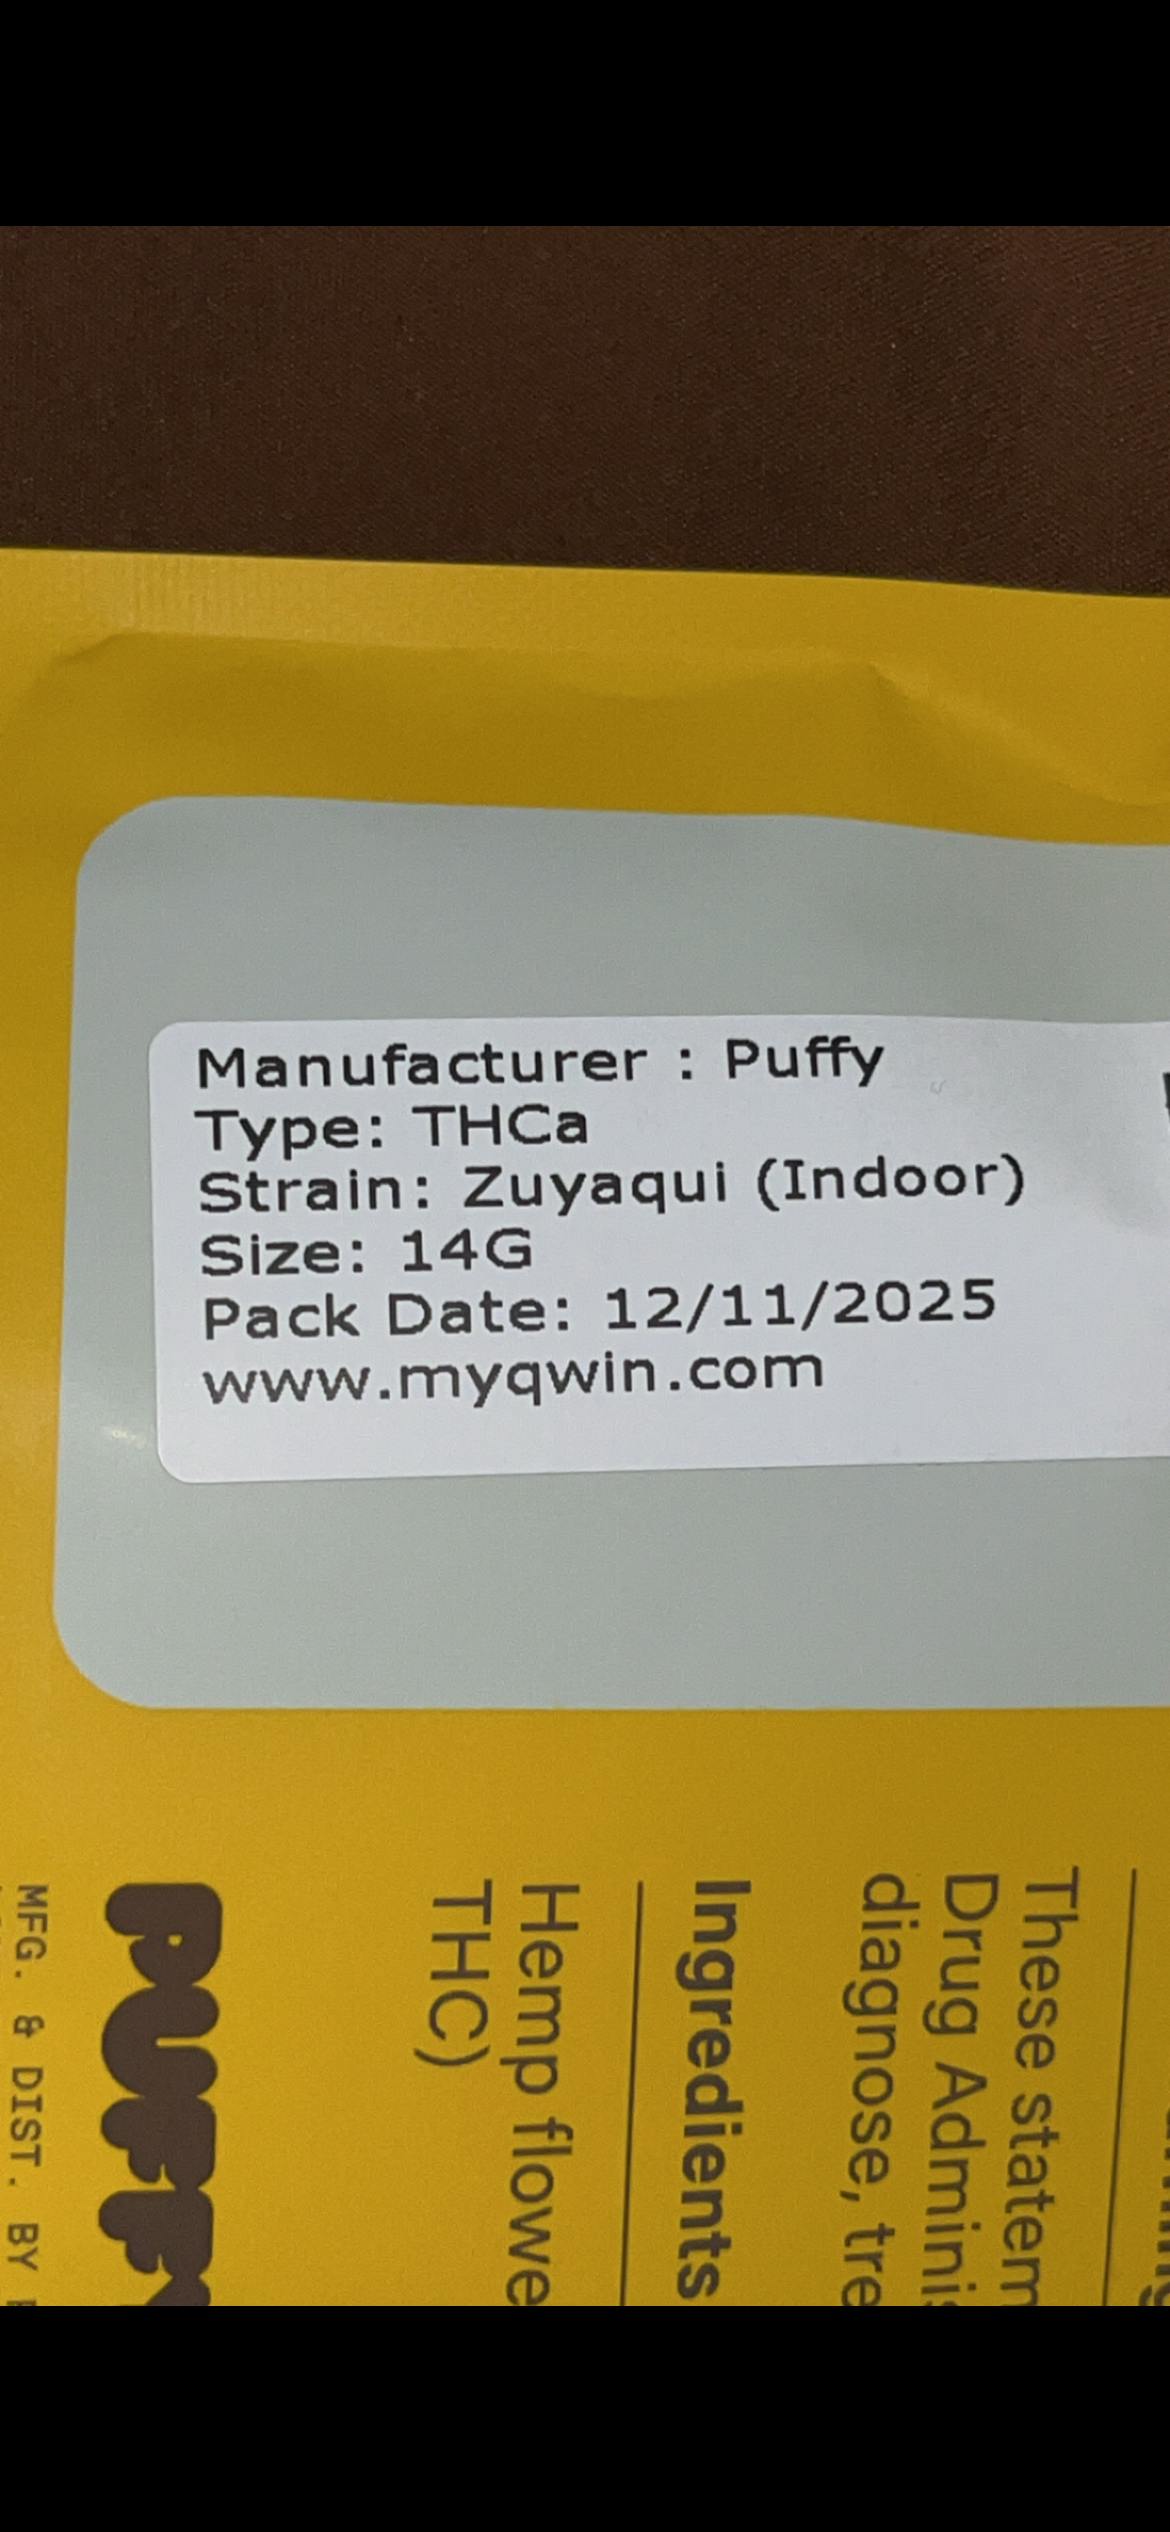 Manufacturer : Puffy
Type: THCa
Strain: Zuyaqui (Indoor)
Size: 14G
Pack Date: 12/11/2025
www.myqwin.com
These statem
Drug Adminis
diagnose, tre
Ingredients
Hemp flowe
THC)
PUFFY
MFG. & DIST. BY